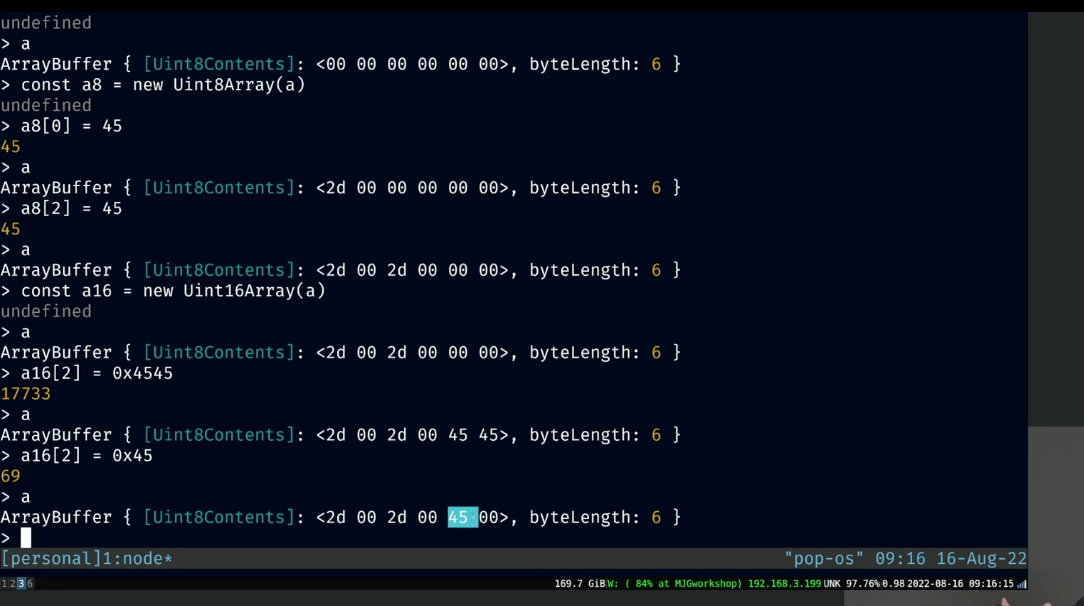 undefined
> a
ArrayBuffer { [Uint8Contents]: <00 00 00 00 00 00>, byteLength: 6 }
> const a8 = new Uint8Array(a)
undefined
> a8[0] = 45
45
> a
ArrayBuffer { [Uint8Contents]: <2d 00 00 00 00 00>, byteLength: 6 }
> a8[2] = 45
45
> a
ArrayBuffer { [Uint8Contents]: <2d 00 2d 00 00 00>, byteLength: 6 }
> const a16 = new Uint16Array(a)
undefined
> a
ArrayBuffer { [Uint8Contents]: <2d 00 2d 00 00 00>, byteLength: 6 }
> a16[2] = 0x4545
17733
> a
ArrayBuffer { [Uint8Contents]: <2d 00 2d 00 45 45>, byteLength: 6 }
> a16[2] = 0x45
69
> a
ArrayBuffer { [Uint8Contents]: <2d 00 2d 00 45 00>, byteLength: 6 }
>
[personal]1:node* "pop-os" 09:16 16-Aug-22
1 2 3 6 169.7 GiB W: ( 84% at MJGworkshop) 192.168.3.199 UNK 97.76% 0.98 2022-08-16 09:16:15